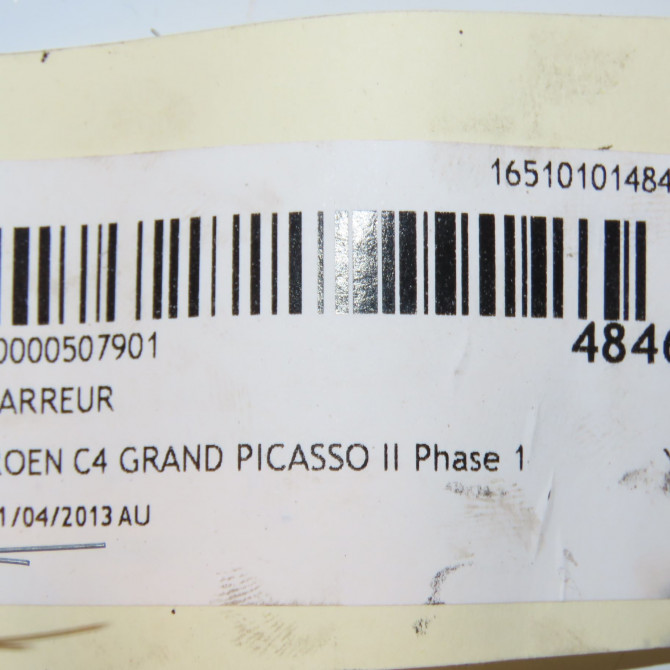 16510101484
0000507901
4846
ARREUR
ROEN C4 GRAND PICASSO II Phase 1
1/04/2013 AU